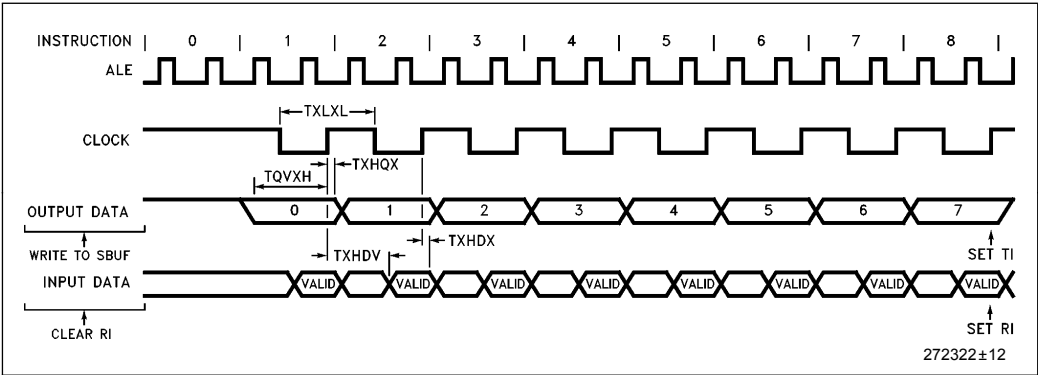 INSTRUCTION | 0 | 1 | 2 | 3 | 4 | 5 | 6 | 7 | 8 |
ALE
TXLXL
CLOCK
TXHQX
TQVXH
OUTPUT DATA 0 1 2 3 4 5 6 7
WRITE TO SBUF
TXHDV
TXHDX
SET TI
INPUT DATA VALID VALID VALID VALID VALID VALID VALID VALID
CLEAR RI
SET RI
272322±12